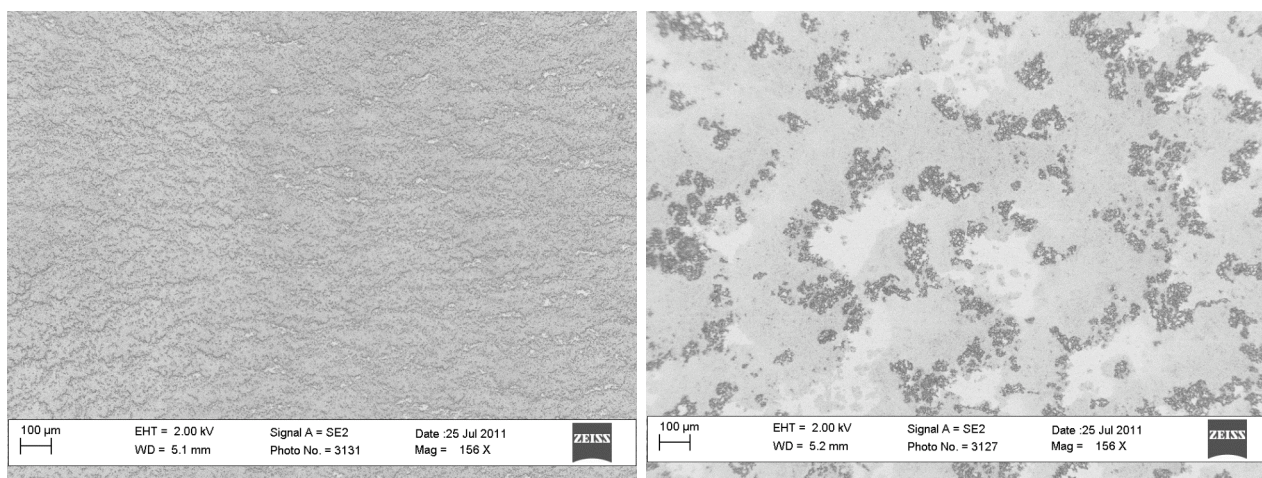 100 µm
EHT = 2.00 kV
Signal A = SE2
Date :25 Jul 2011
WD = 5.1 mm
Photo No. = 3131
Mag = 156 X
ZEISS
100 µm
EHT = 2.00 kV
Signal A = SE2
Date :25 Jul 2011
WD = 5.2 mm
Photo No. = 3127
Mag = 156 X
ZEISS